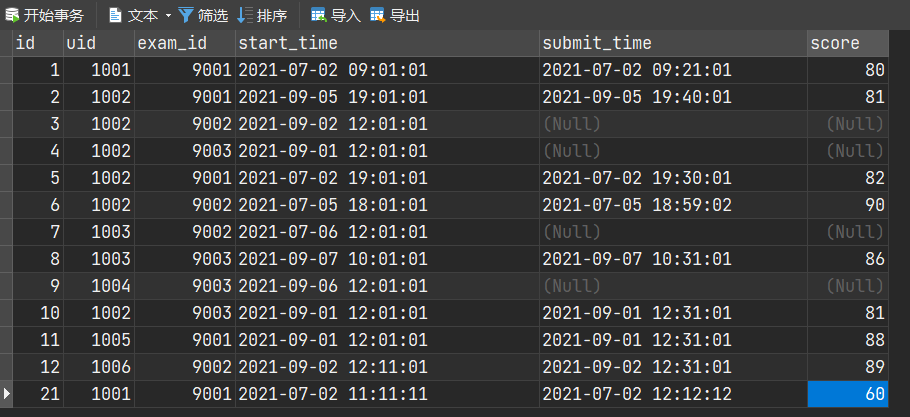 开始事务 文本 筛选 排序 导入 导出
id uid exam_id start_time submit_time score
1 1001 9001 2021-07-02 09:01:01 2021-07-02 09:21:01 80
2 1002 9001 2021-09-05 19:01:01 2021-09-05 19:40:01 81
3 1002 9002 2021-09-02 12:01:01 (Null) (Null)
4 1002 9003 2021-09-01 12:01:01 (Null) (Null)
5 1002 9001 2021-07-02 19:01:01 2021-07-02 19:30:01 82
6 1002 9002 2021-07-05 18:01:01 2021-07-05 18:59:02 90
7 1003 9002 2021-07-06 12:01:01 (Null) (Null)
8 1003 9003 2021-09-07 10:01:01 2021-09-07 10:31:01 86
9 1004 9003 2021-09-06 12:01:01 (Null) (Null)
10 1002 9003 2021-09-01 12:01:01 2021-09-01 12:31:01 81
11 1005 9001 2021-09-01 12:01:01 2021-09-01 12:31:01 88
12 1006 9002 2021-09-02 12:11:01 2021-09-02 12:31:01 89
21 1001 9001 2021-07-02 11:11:11 2021-07-02 12:12:12 60